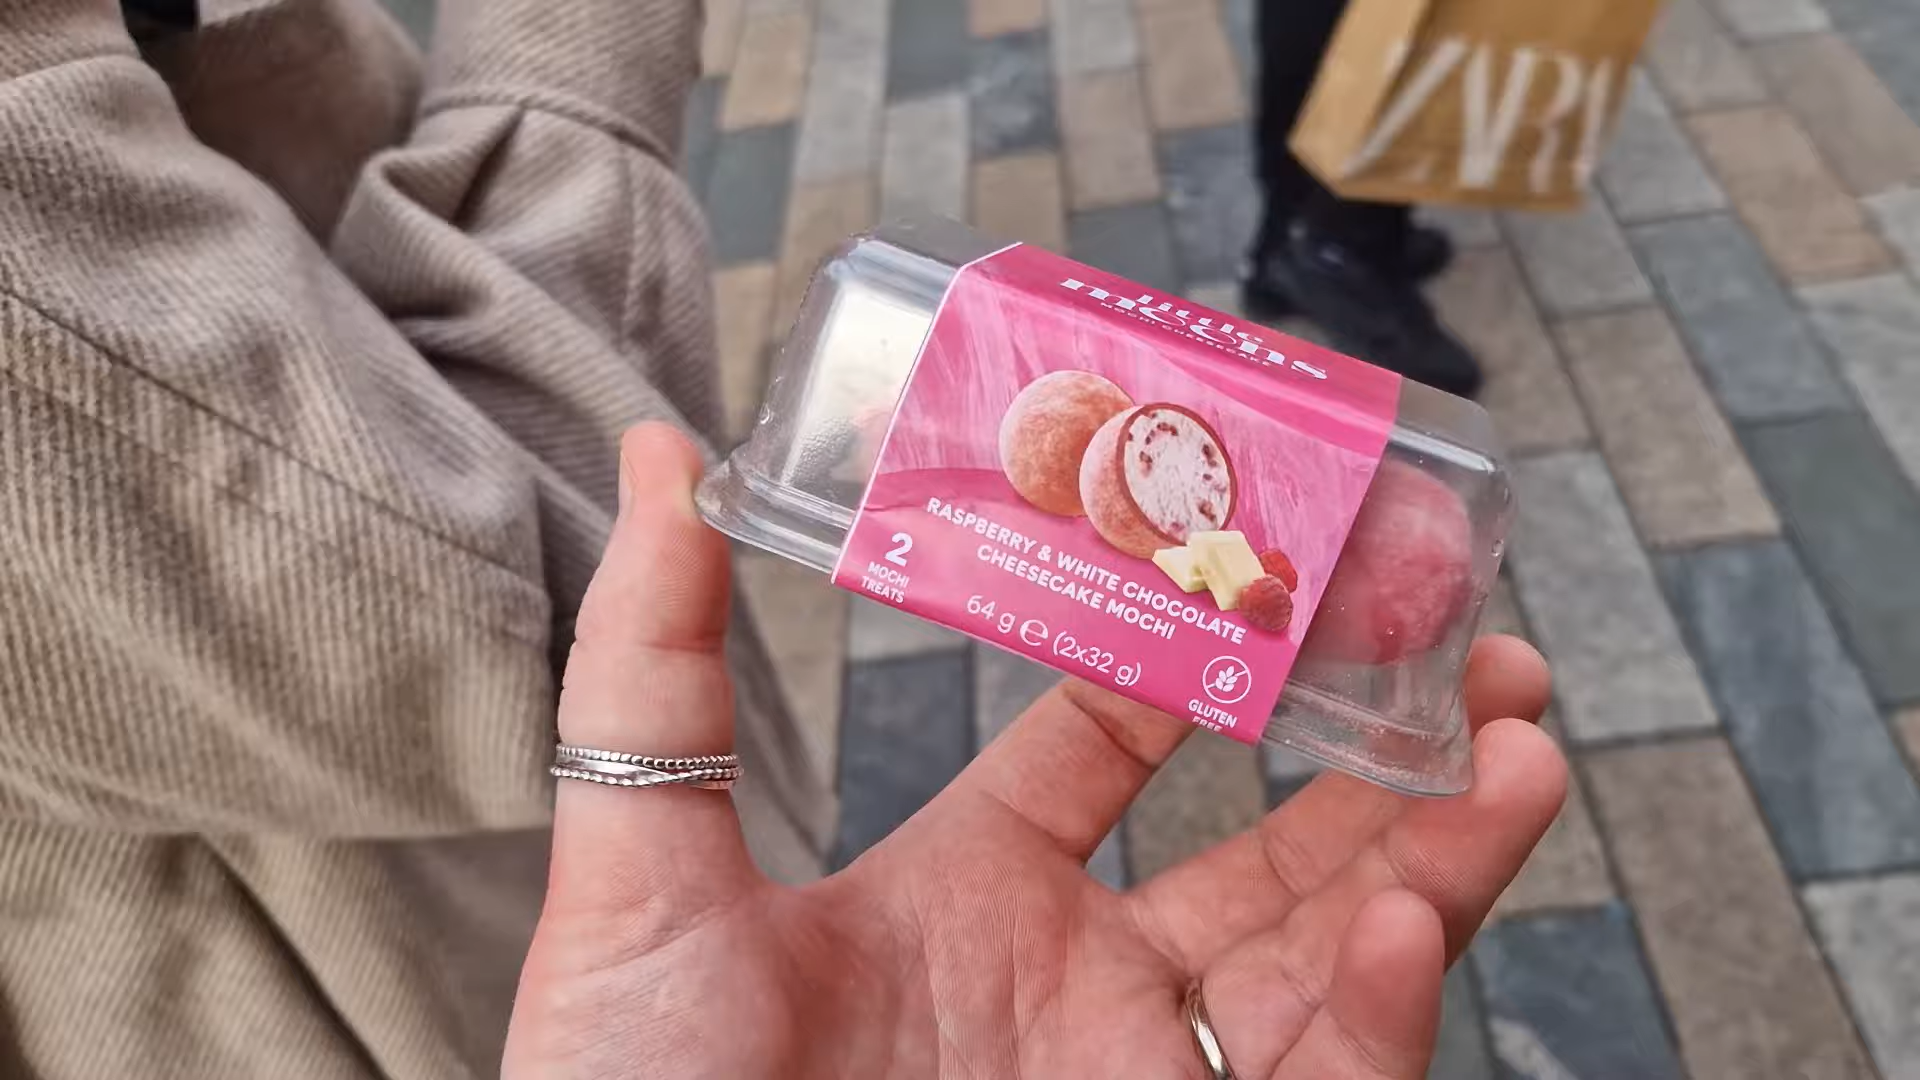 ZARA
little
moons
MOCHI CHEESECAKE
RASPBERRY & WHITE CHOCOLATE
CHEESECAKE MOCHI
2
MOCHI
TREATS
64 g ℮ (2x32 g)
GLUTEN
FREE